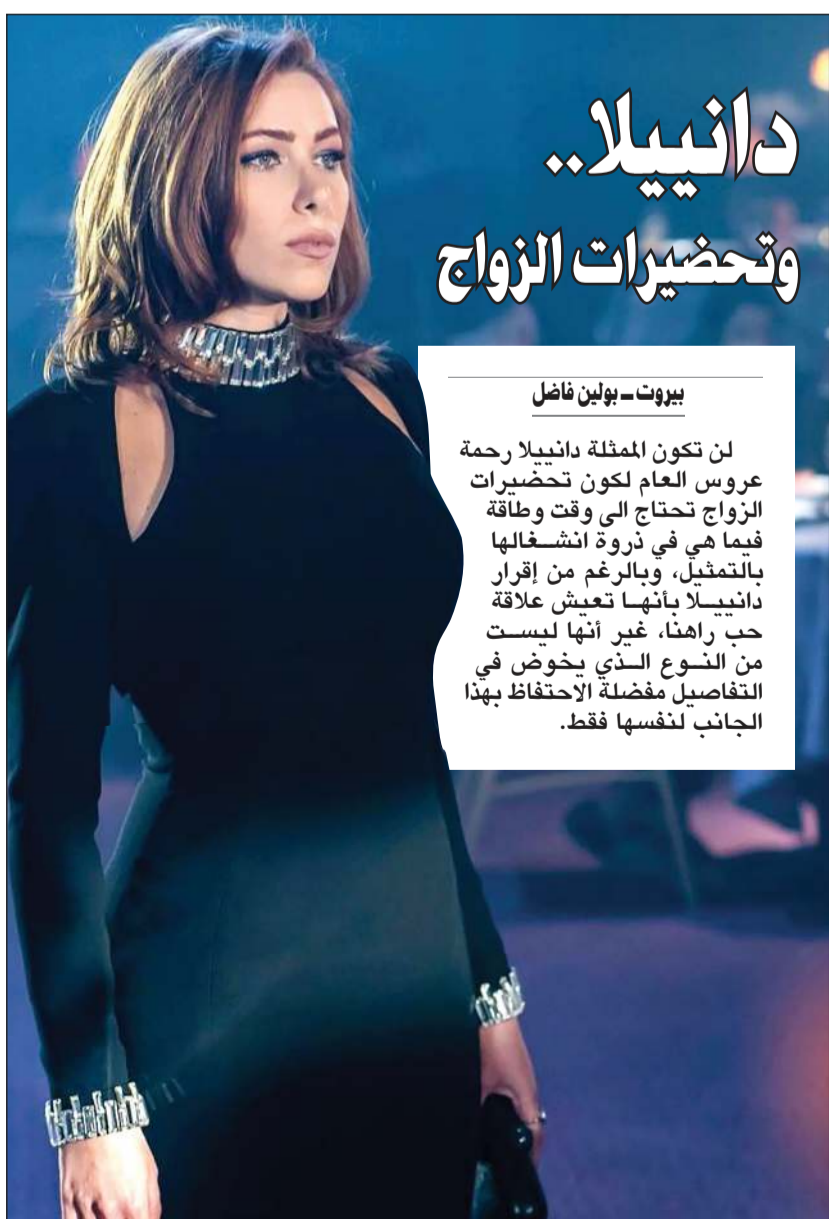 دانييلا..
وتحضيرات الزواج
بيروت ـ بولين فاضل
لن تكون الممثلة دانييلا رحمة
عروس العام لكون تحضيرات
الزواج تحتاج الى وقت وطاقة
فيما هي في ذروة انشغالها
بالتمثيل، وبالرغم من إقرار
دانييلا بأنها تعيش علاقة
حب راهنا، غير أنها ليست
من النوع الذي يخوض في
التفاصيل مفضلة الاحتفاظ بهذا
الجانب لنفسها فقط.